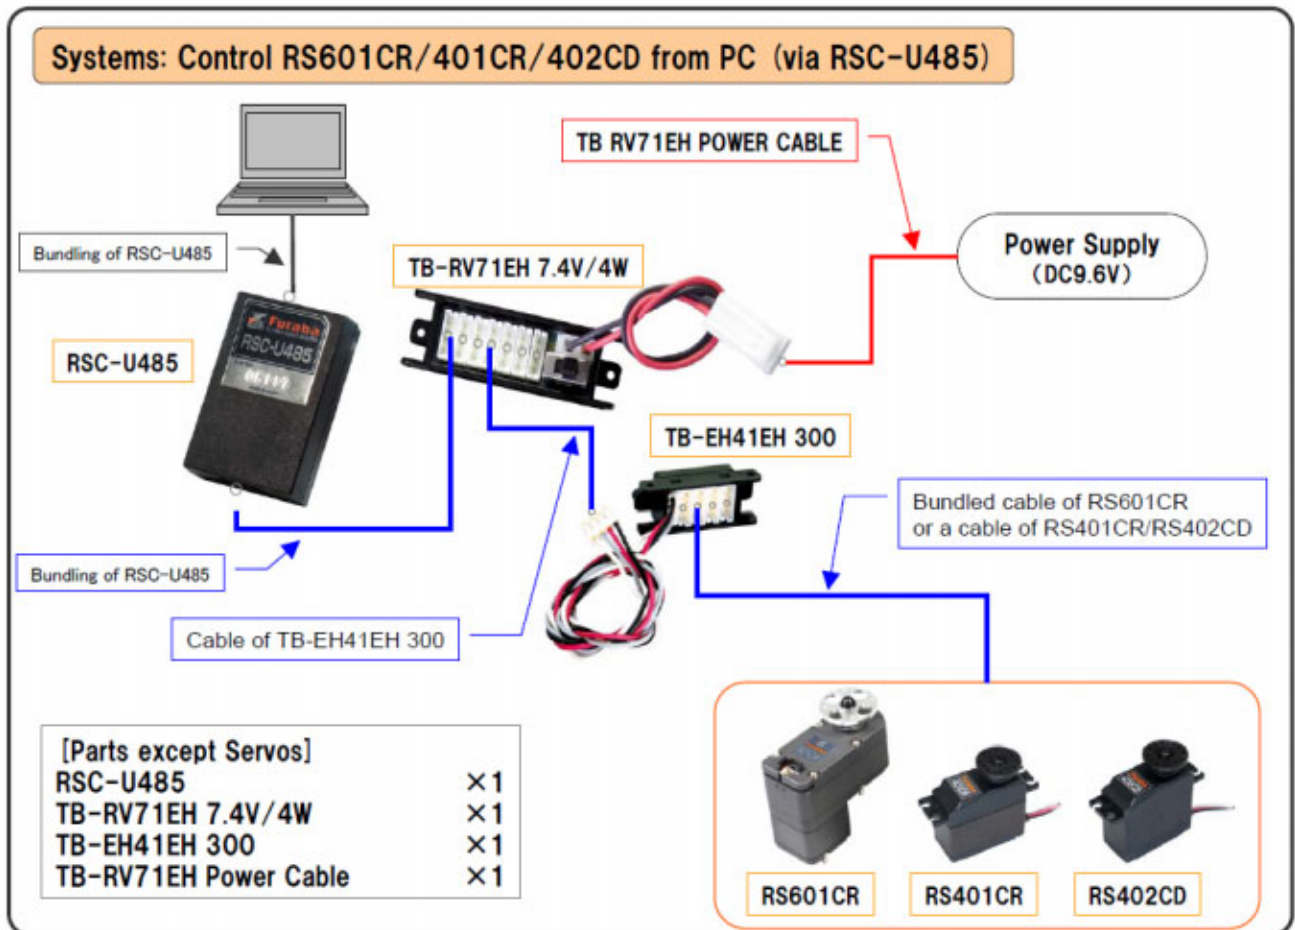 Systems: Control RS601CR/401CR/402CD from PC (via RSC-U485)
TB RV71EH POWER CABLE
Power Supply
(DC9.6V)
Bundling of RSC-U485
TB-RV71EH 7.4V/4W
Futaba
RSC-U485
RSC-U485
TB-EH41EH 300
Bundled cable of RS601CR
or a cable of RS401CR/RS402CD
Bundling of RSC-U485
Cable of TB-EH41EH 300
[Parts except Servos]
RSC-U485 ×1
TB-RV71EH 7.4V/4W ×1
TB-EH41EH 300 ×1
TB-RV71EH Power Cable ×1
RS601CR
RS401CR
RS402CD